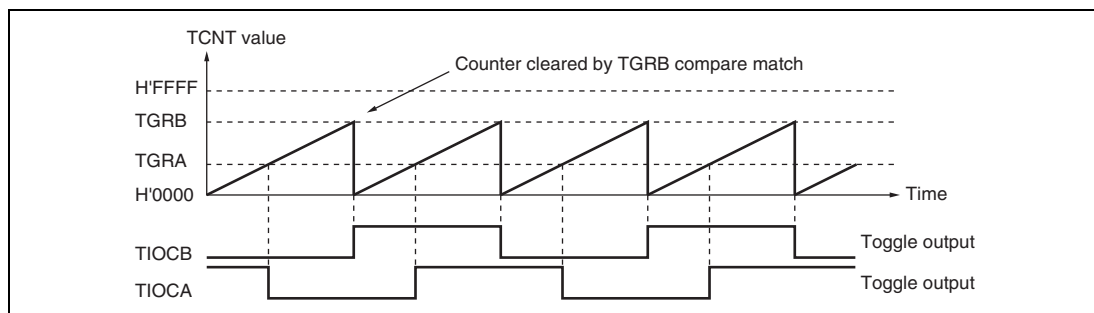 TCNT value
Counter cleared by TGRB compare match
H'FFFF
TGRB
TGRA
H'0000
Time
TIOCB
Toggle output
TIOCA
Toggle output